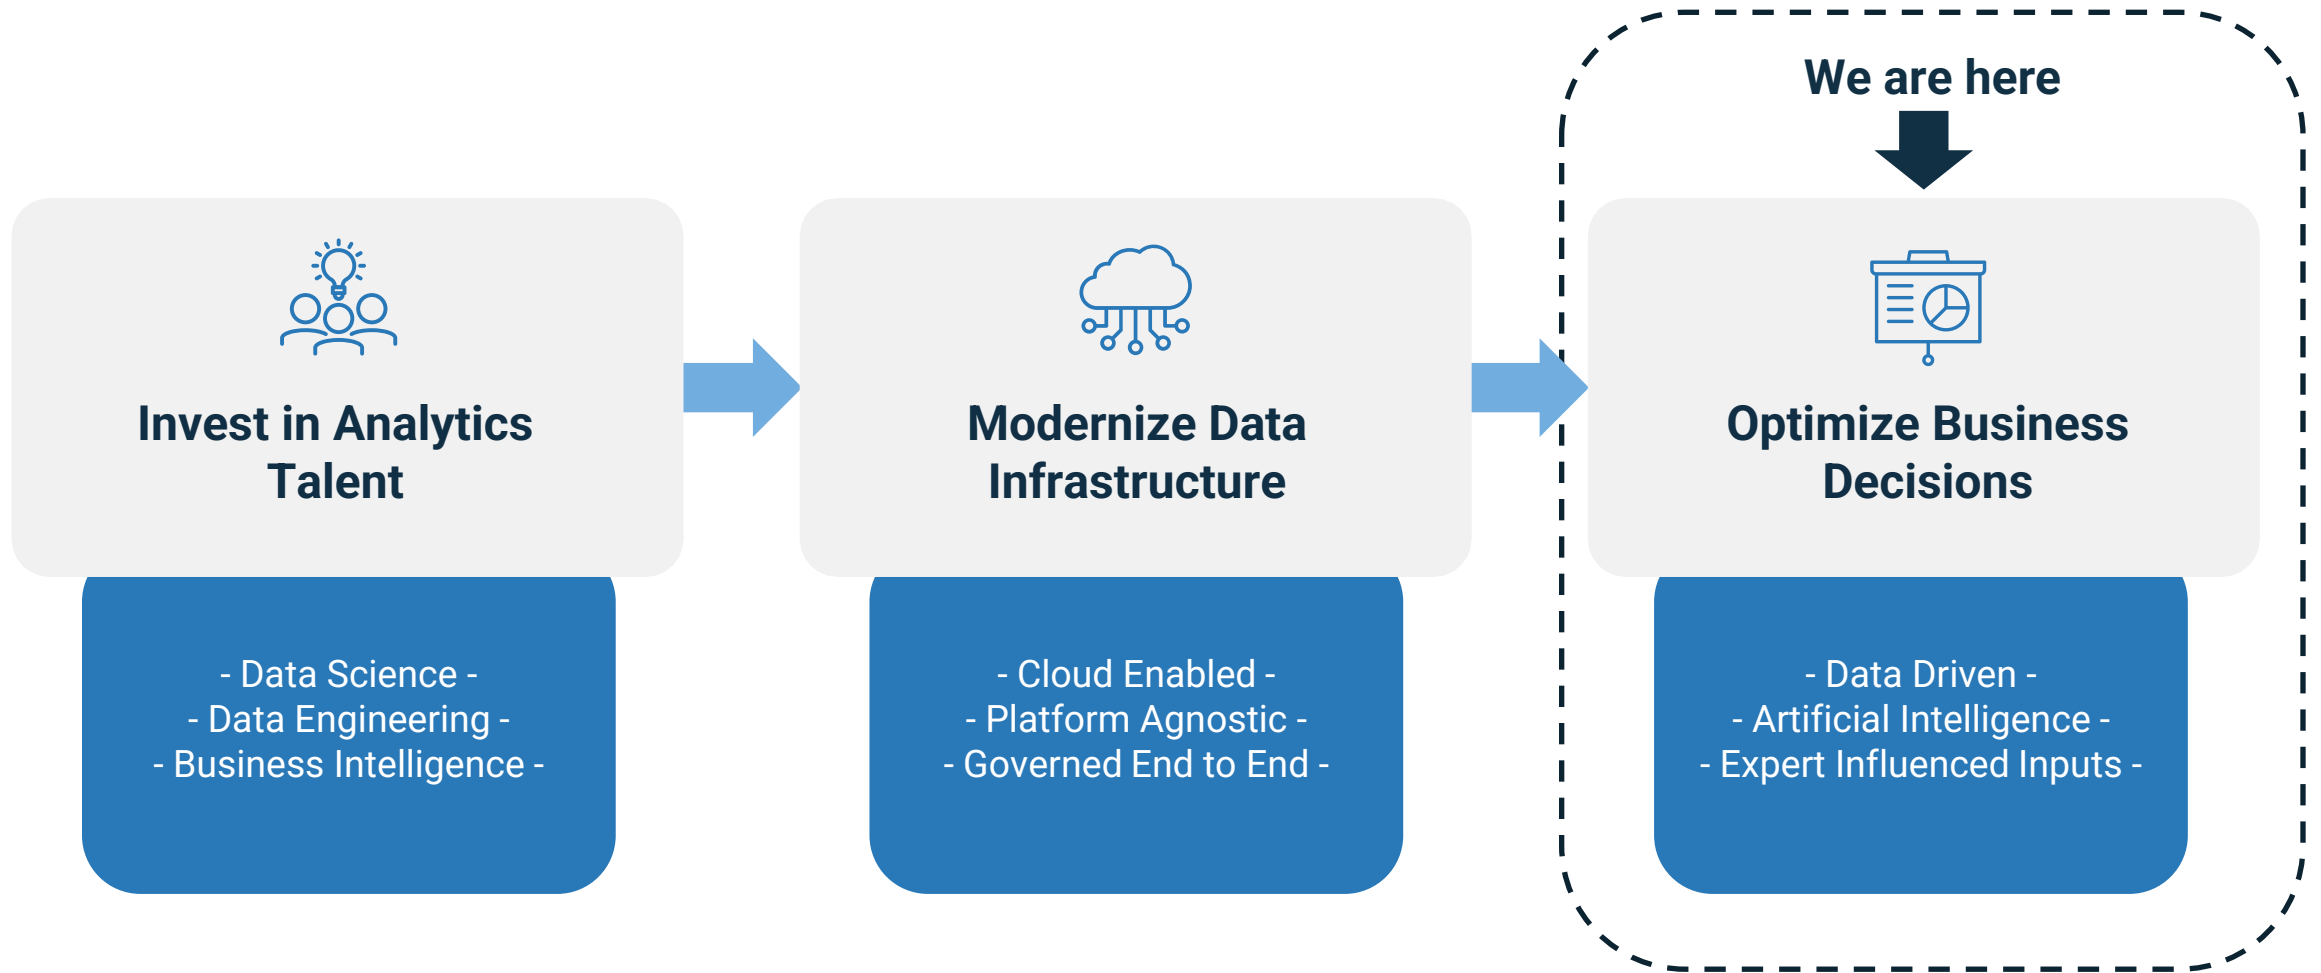 We are here
Invest in Analytics
Talent
- Data Science -
- Data Engineering -
- Business Intelligence -
Modernize Data
Infrastructure
- Cloud Enabled -
- Platform Agnostic -
- Governed End to End -
Optimize Business
Decisions
- Data Driven -
- Artificial Intelligence -
- Expert Influenced Inputs -